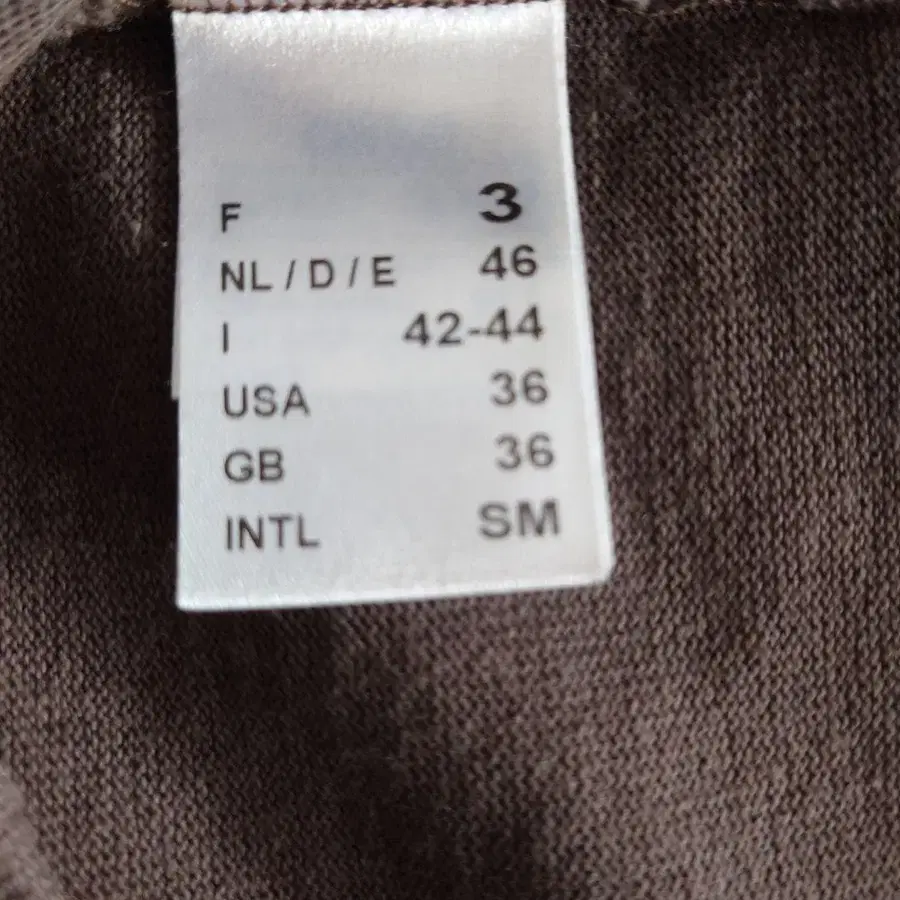 F 3
NL / D / E 46
I 42-44
USA 36
GB 36
INTL SM